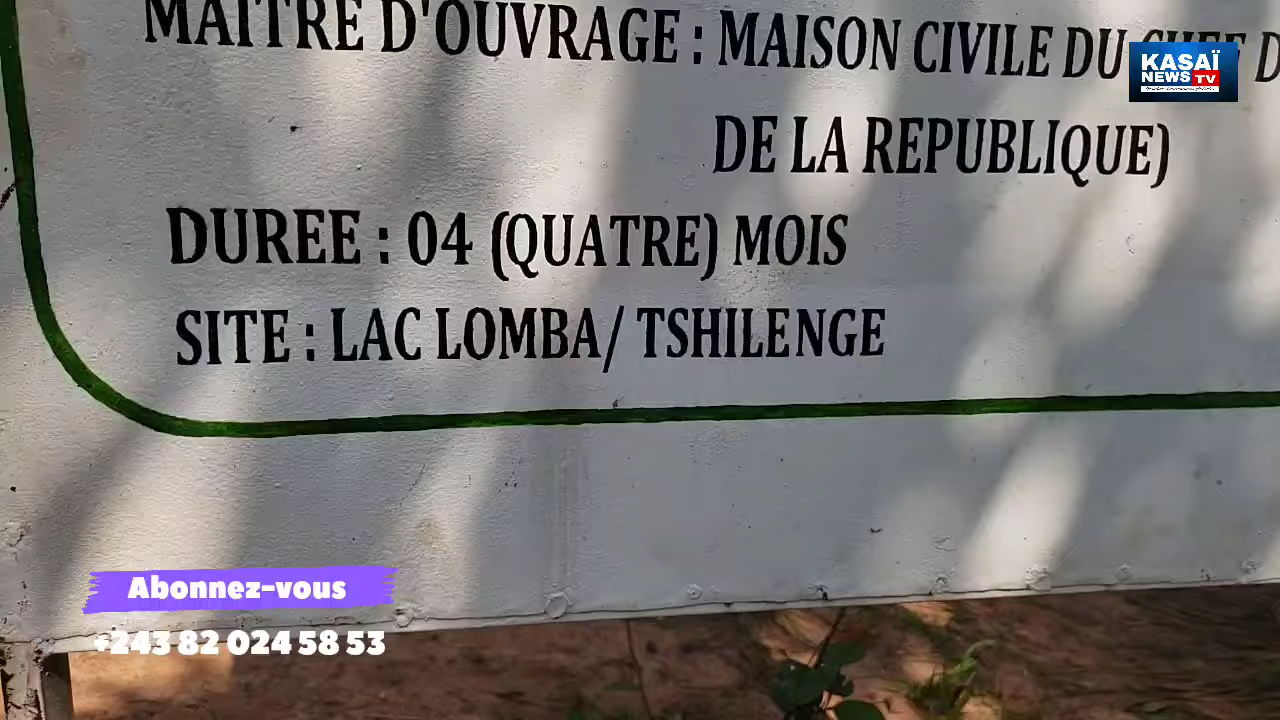 MAITRE D'OUVRAGE : MAISON CIVILE DU CHEF D
DE LA REPUBLIQUE)
DUREE : 04 (QUATRE) MOIS
SITE : LAC LOMBA/ TSHILENGE
KASAÏ
NEWS TV
Abonnez-vous
+243 82 024 58 53